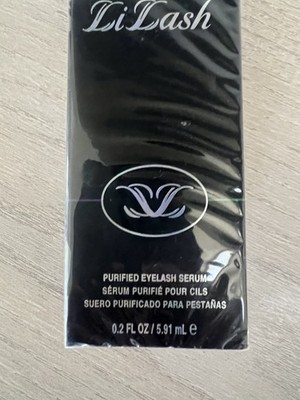 LiLash
PURIFIED EYELASH SERUM
SÉRUM PURIFIÉ POUR CILS
SUERO PURIFICADO PARA PESTAÑAS
0.2 FL OZ / 5.91 mL ℮